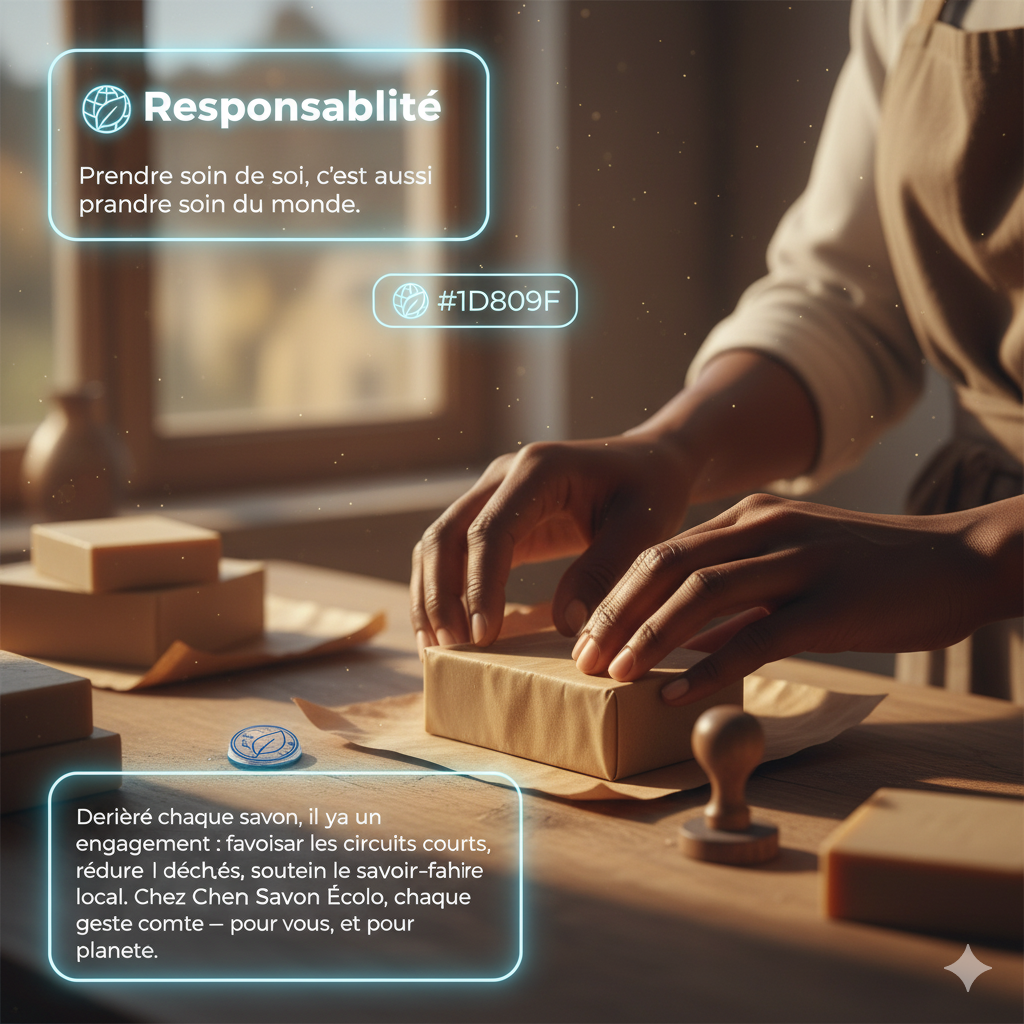 Responsablité
Prendre soin de soi, c'est aussi
prandre soin du monde.
#1D809F
Derièré chaque savon, il ya un
engagement : favoisar les circuits courts,
rédure l déchés, soutein le savoir-fahire
local. Chez Chen Savon Écolo, chaque
geste comte – pour vous, et pour
planete.